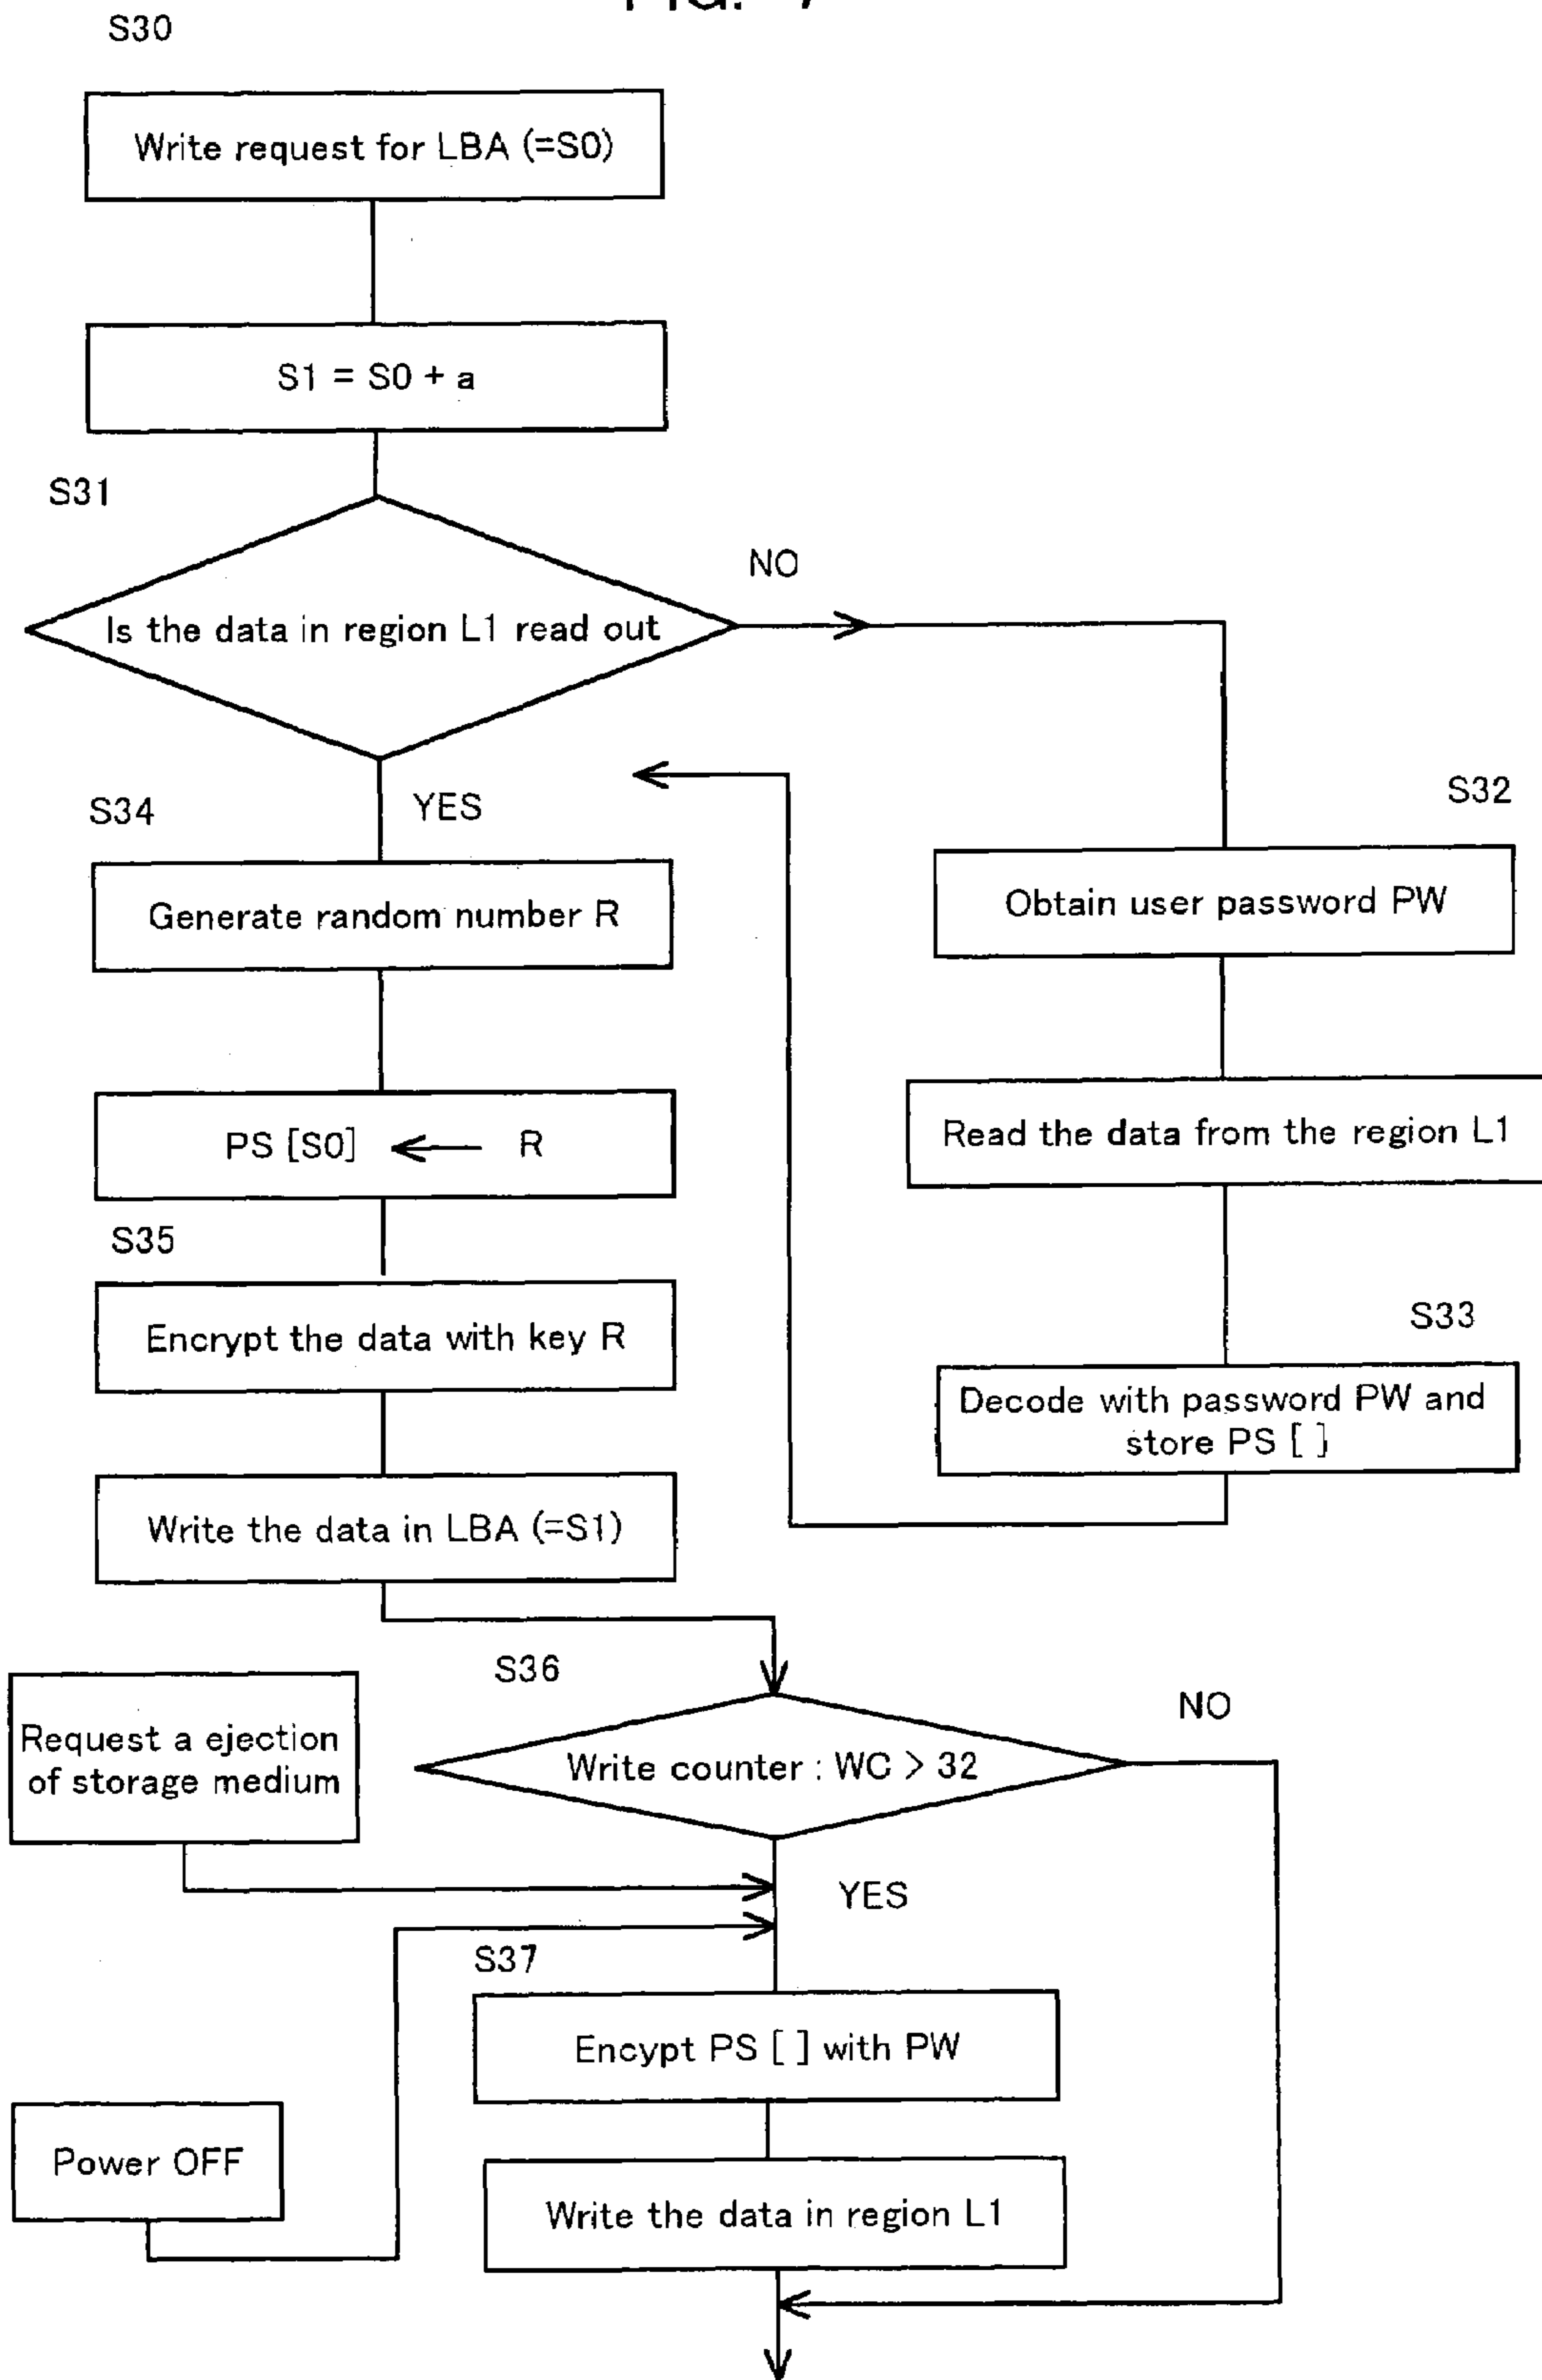 S30
Write request for LBA (=S0)
S1 = S0 + a
S31
Is the data in region L1 read out
NO
YES
S34
Generate random number R
PS [S0] ← R
S35
Encrypt the data with key R
Write the data in LBA (=S1)
S32
Obtain user password PW
Read the data from the region L1
S33
Decode with password PW and
store PS [ ]
S36
Write counter : WC > 32
NO
Request a ejection
of storage medium
YES
S37
Encypt PS [ ] with PW
Power OFF
Write the data in region L1